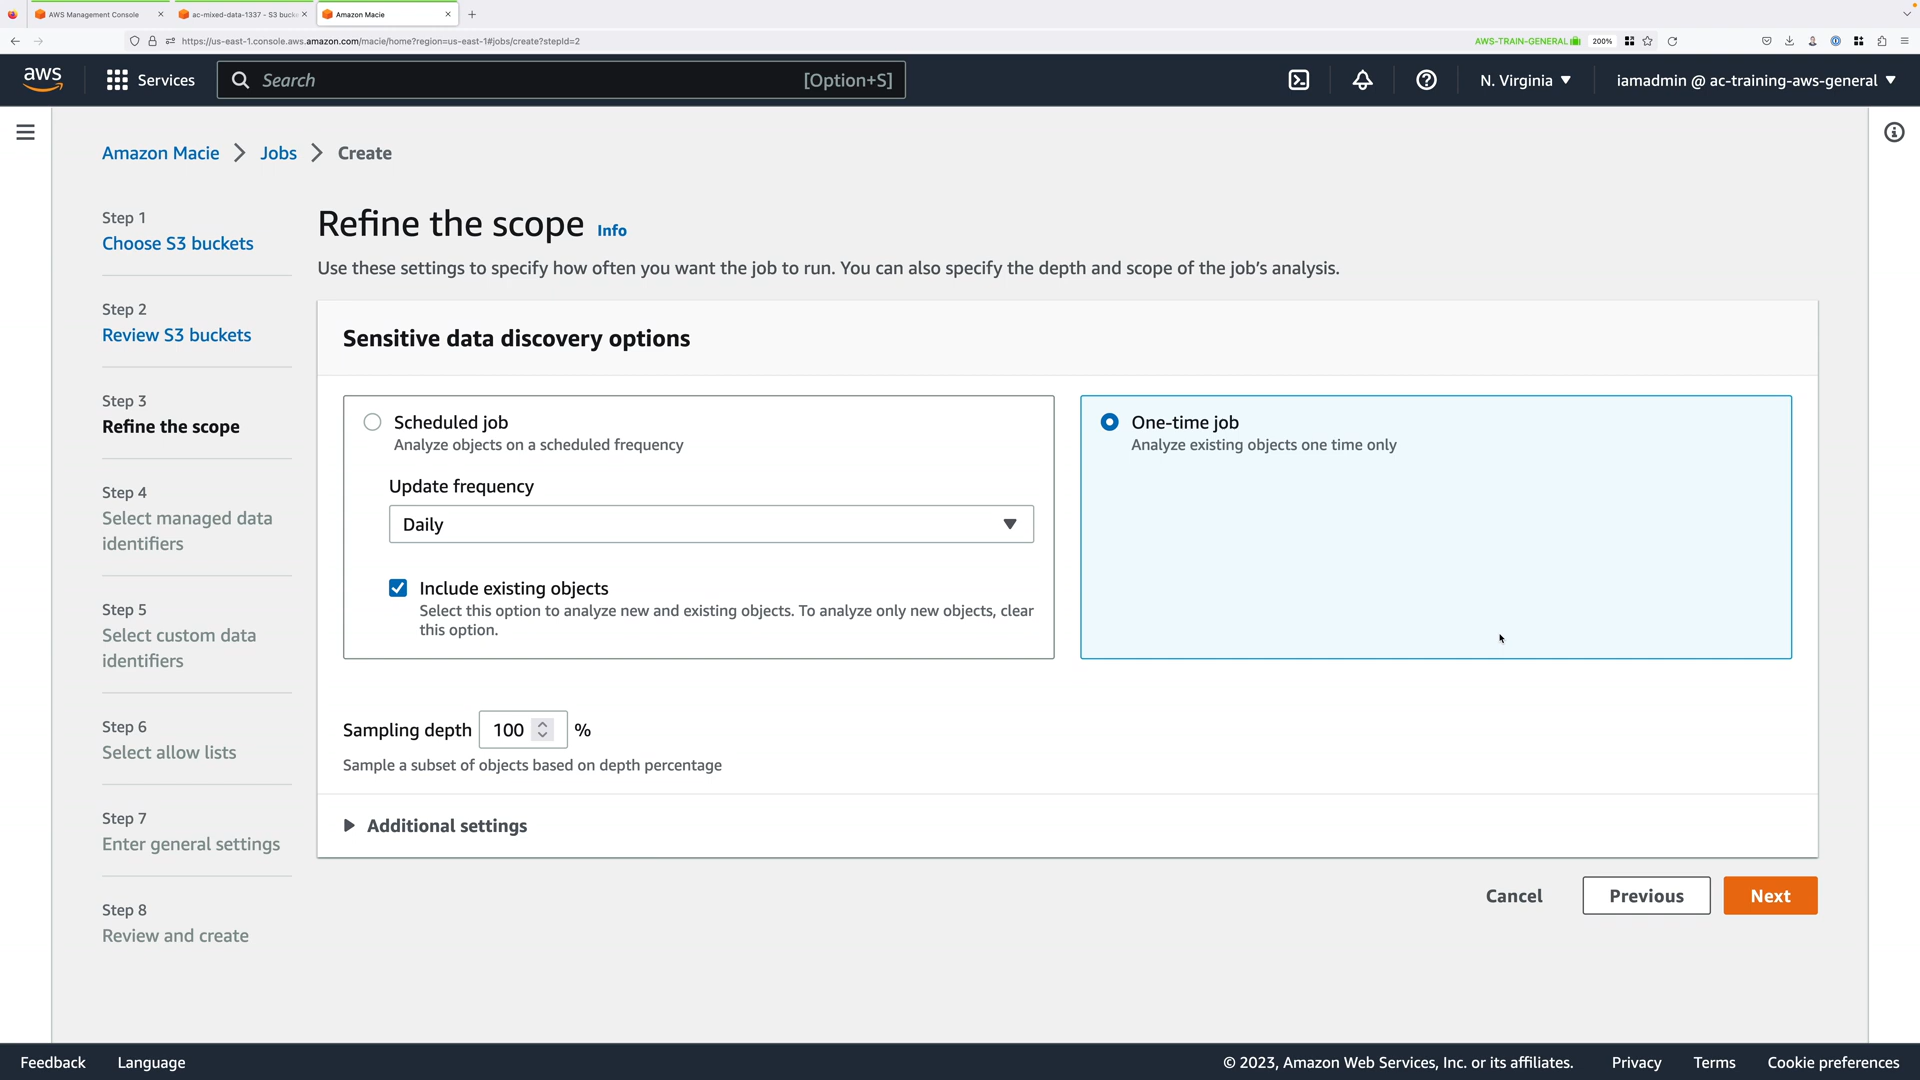 AWS Management Console
ac-mixed-data-1337 - S3 bucke
Amazon Macie
https://us-east-1.console.aws.amazon.com/macie/home?region=us-east-1#jobs/create?stepId=2
AWS-TRAIN-GENERAL
200%
aws
Services
Search
[Option+S]
N. Virginia
iamadmin @ ac-training-aws-general
Amazon Macie
Jobs
Create
Step 1
Choose S3 buckets
Step 2
Review S3 buckets
Step 3
Refine the scope
Step 4
Select managed data
identifiers
Step 5
Select custom data
identifiers
Step 6
Select allow lists
Step 7
Enter general settings
Step 8
Review and create
Refine the scope Info
Use these settings to specify how often you want the job to run. You can also specify the depth and scope of the job's analysis.
Sensitive data discovery options
Scheduled job
Analyze objects on a scheduled frequency
Update frequency
Daily
Include existing objects
Select this option to analyze new and existing objects. To analyze only new objects, clear
this option.
One-time job
Analyze existing objects one time only
Sampling depth 100 %
Sample a subset of objects based on depth percentage
Additional settings
Cancel
Previous
Next
Feedback
Language
© 2023, Amazon Web Services, Inc. or its affiliates.
Privacy
Terms
Cookie preferences